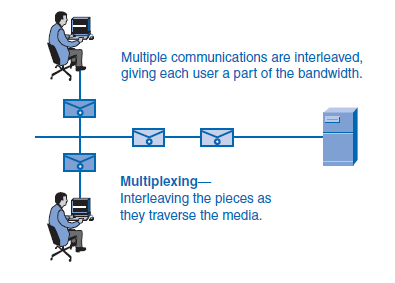 Multiple communications are interleaved,
giving each user a part of the bandwidth.
Multiplexing—
Interleaving the pieces as
they traverse the media.